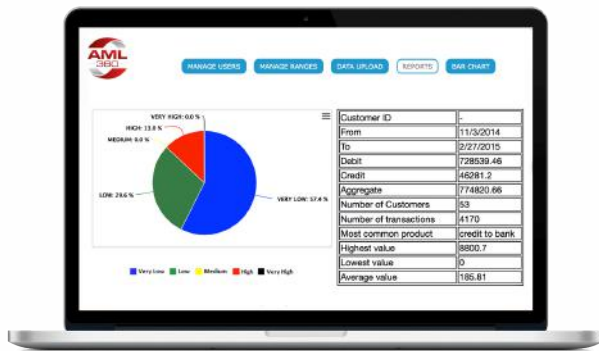 AML
360
MANAGE USERS MANAGE RANGES DATA UPLOAD REPORTS BAR CHART
VERY HIGH: 0.0 %
HIGH: 13.0 %
MEDIUM: 0.0 %
LOW: 29.6 %
VERY LOW: 57.4 %
Very Low Low Medium High Very High
Customer ID -
From 11/3/2014
To 2/27/2015
Debit 728539.46
Credit 46281.2
Aggregate 774820.66
Number of Customers 53
Number of transactions 4170
Most common product credit to bank
Highest value 8800.7
Lowest value 0
Average value 185.81